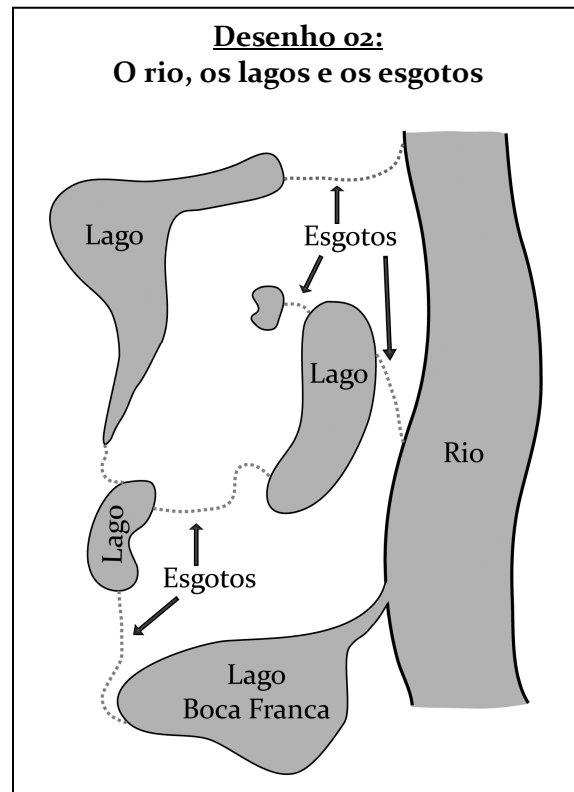 Desenho 02:
O rio, os lagos e os esgotos
Lago
Esgotos
Lago
Rio
Lago
Esgotos
Lago
Boca Franca